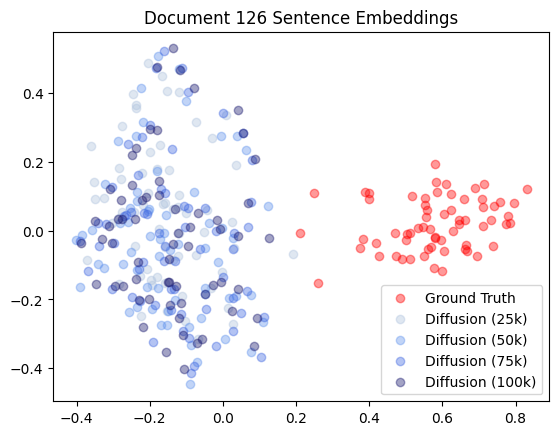 Document 126 Sentence Embeddings
0.4
0.2
0.0
−0.2
−0.4
Ground Truth
Diffusion (25k)
Diffusion (50k)
Diffusion (75k)
Diffusion (100k)
−0.4 −0.2 0.0 0.2 0.4 0.6 0.8